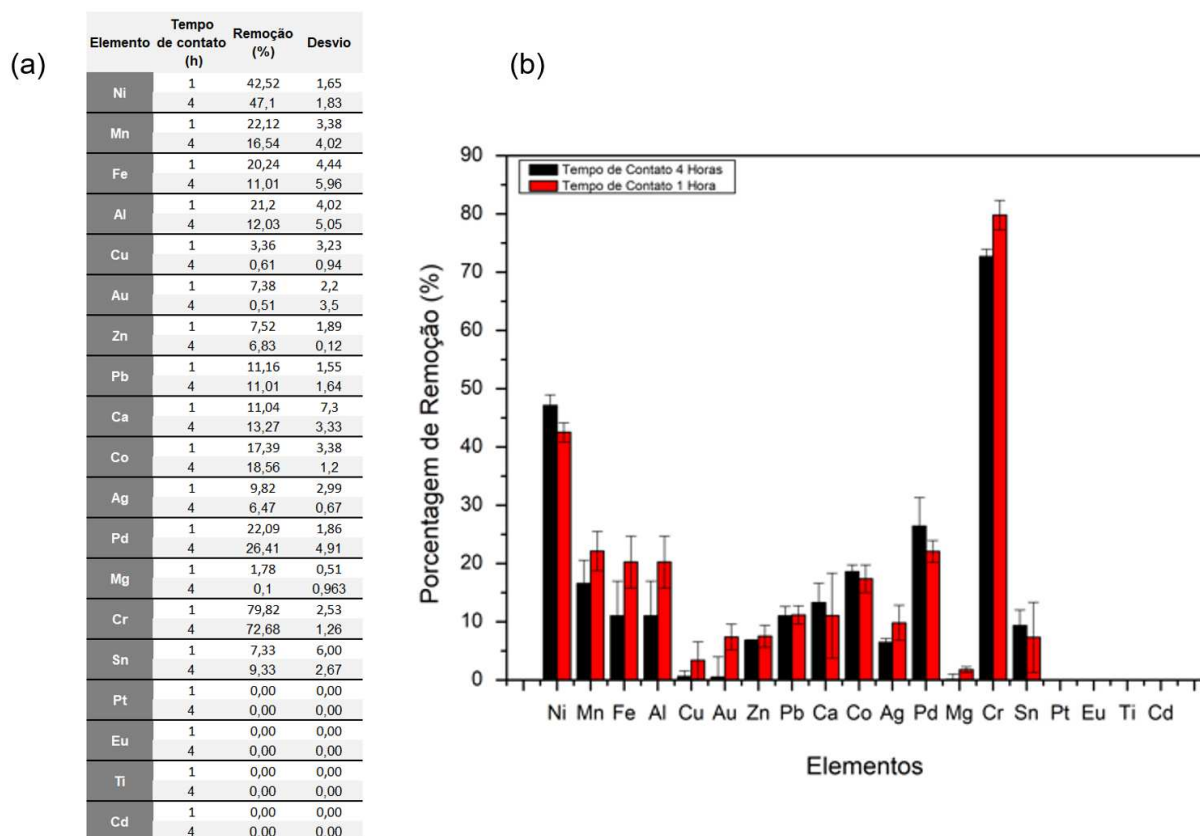 (a)
Elemento Tempo de contato (h) Remoção (%) Desvio
Ni 1 42,52 1,65
4 47,1 1,83
Mn 1 22,12 3,38
4 16,54 4,02
Fe 1 20,24 4,44
4 11,01 5,96
Al 1 21,2 4,02
4 12,03 5,05
Cu 1 3,36 3,23
4 0,61 0,94
Au 1 7,38 2,2
4 0,51 3,5
Zn 1 7,52 1,89
4 6,83 0,12
Pb 1 11,16 1,55
4 11,01 1,64
Ca 1 11,04 7,3
4 13,27 3,33
Co 1 17,39 3,38
4 18,56 1,2
Ag 1 9,82 2,99
4 6,47 0,67
Pd 1 22,09 1,86
4 26,41 4,91
Mg 1 1,78 0,51
4 0,1 0,963
Cr 1 79,82 2,53
4 72,68 1,26
Sn 1 7,33 6,00
4 9,33 2,67
Pt 1 0,00 0,00
4 0,00 0,00
Eu 1 0,00 0,00
4 0,00 0,00
Ti 1 0,00 0,00
4 0,00 0,00
Cd 1 0,00 0,00
4 0,00 0,00
(b)
Tempo de Contato 4 Horas
Tempo de Contato 1 Hora
Porcentagem de Remoção (%)
90
80
70
60
50
40
30
20
10
0
Ni Mn Fe Al Cu Au Zn Pb Ca Co Ag Pd Mg Cr Sn Pt Eu Ti Cd
Elementos